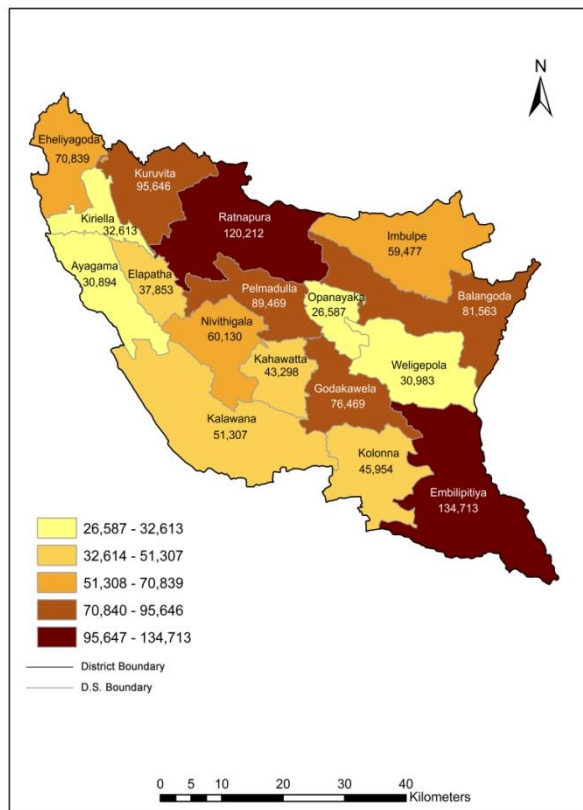 N
Eheliyagoda
70,839
Kuruvita
95,646
Ratnapura
120,212
Imbulpe
59,477
Kiriella
32,613
Ayagama
30,894
Elapatha
37,853
Pelmadulla
89,469
Opanayaka
26,587
Balangoda
81,563
Nivithigala
60,130
Kahawatta
43,298
Weligepola
30,983
Godakawela
76,469
Kalawana
51,307
Kolonna
45,954
Embilipitiya
134,713
26,587 - 32,613
32,614 - 51,307
51,308 - 70,839
70,840 - 95,646
95,647 - 134,713
District Boundary
D.S. Boundary
0 5 10 20 30 40
Kilometers